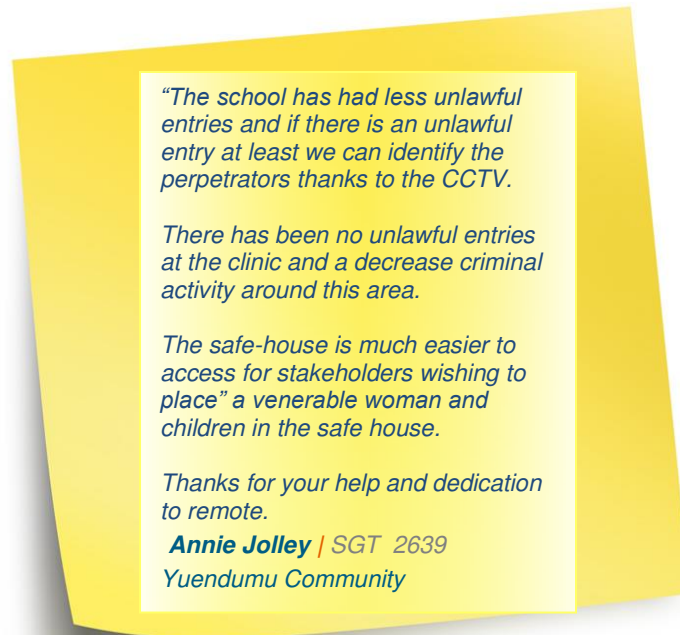 “The school has had less unlawful
entries and if there is an unlawful
entry at least we can identify the
perpetrators thanks to the CCTV.
There has been no unlawful entries
at the clinic and a decrease criminal
activity around this area.
The safe-house is much easier to
access for stakeholders wishing to
place” a venerable woman and
children in the safe house.
Thanks for your help and dedication
to remote.
Annie Jolley | SGT 2639
Yuendumu Community